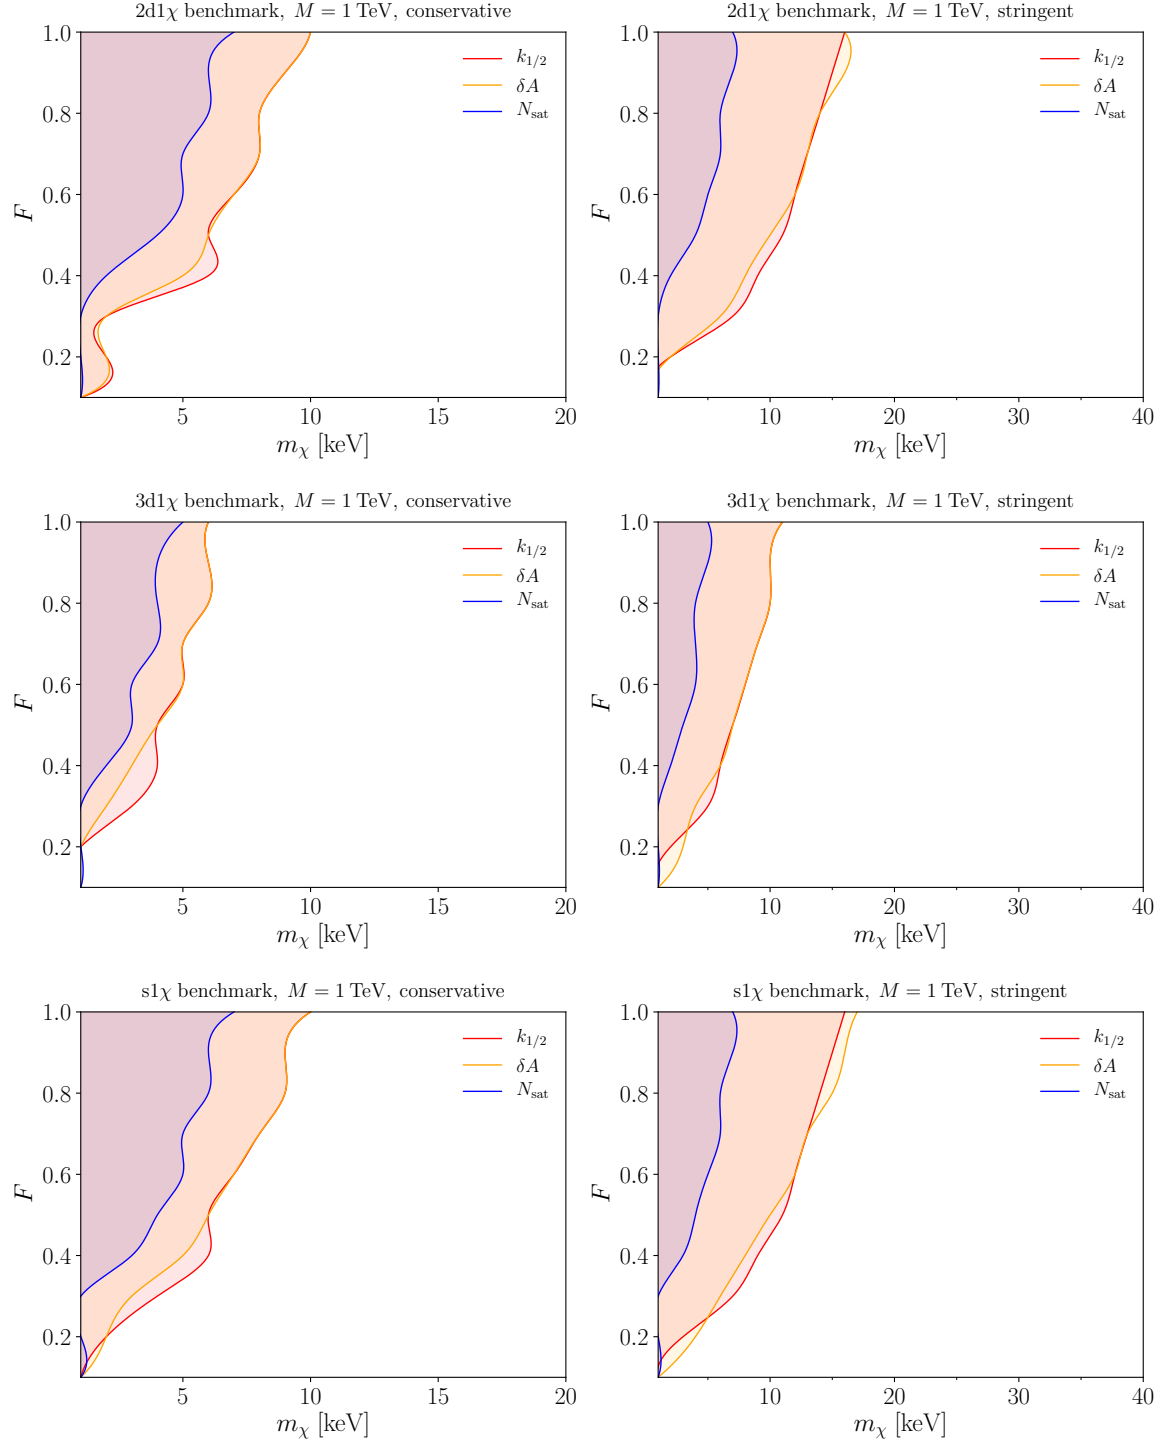 2d1χ benchmark, M = 1 TeV, conservative
1.0
0.8
0.6
0.4
0.2
F
k1/2
δA
Nsat
5
10
15
20
mχ [keV]
2d1χ benchmark, M = 1 TeV, stringent
1.0
0.8
0.6
0.4
0.2
F
k1/2
δA
Nsat
10
20
30
40
mχ [keV]
3d1χ benchmark, M = 1 TeV, conservative
1.0
0.8
0.6
0.4
0.2
F
k1/2
δA
Nsat
5
10
15
20
mχ [keV]
3d1χ benchmark, M = 1 TeV, stringent
1.0
0.8
0.6
0.4
0.2
F
k1/2
δA
Nsat
10
20
30
40
mχ [keV]
s1χ benchmark, M = 1 TeV, conservative
1.0
0.8
0.6
0.4
0.2
F
k1/2
δA
Nsat
5
10
15
20
mχ [keV]
s1χ benchmark, M = 1 TeV, stringent
1.0
0.8
0.6
0.4
0.2
F
k1/2
δA
Nsat
10
20
30
40
mχ [keV]